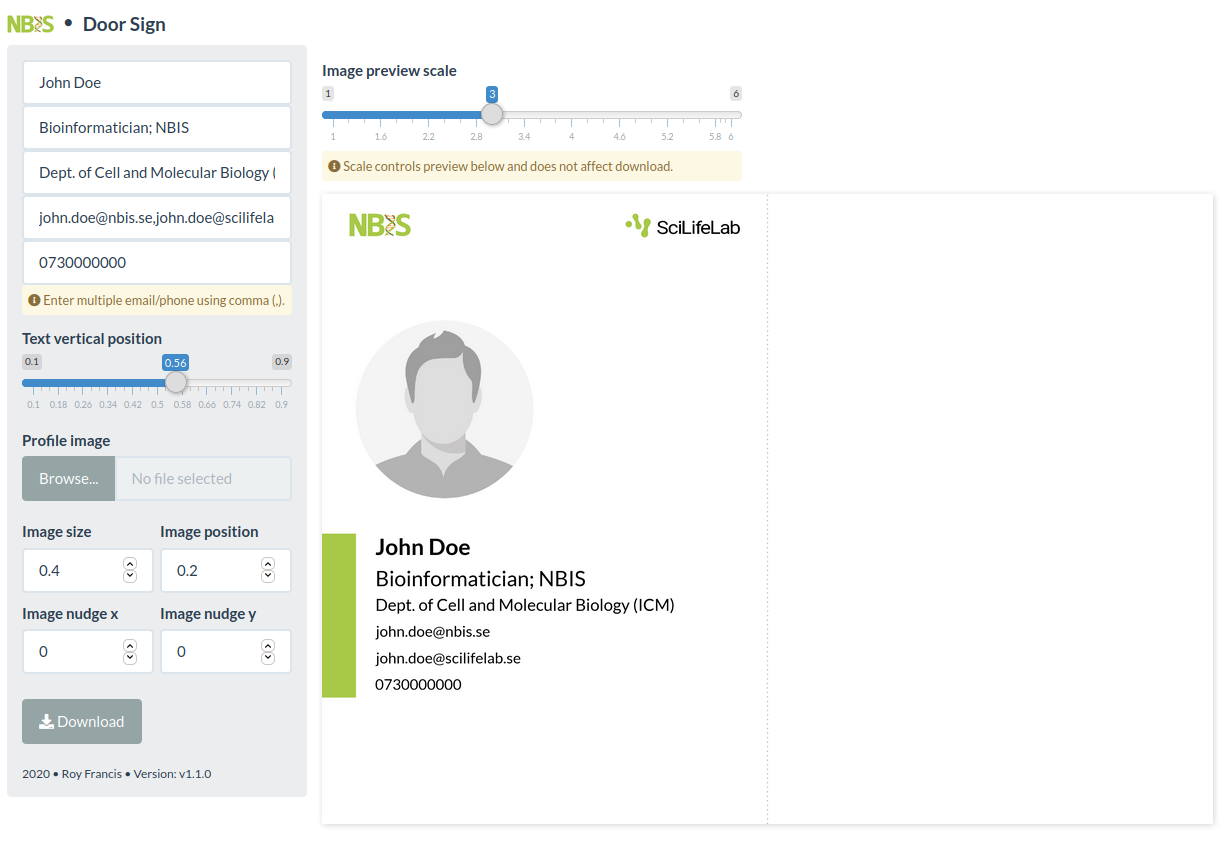 NBIS • Door Sign
John Doe
Bioinformatician; NBIS
Dept. of Cell and Molecular Biology (
john.doe@nbis.se,john.doe@scilifela
0730000000
Enter multiple email/phone using comma (,).
Text vertical position
0.1 0.56 0.9
0.1 0.18 0.26 0.34 0.42 0.5 0.58 0.66 0.74 0.82 0.9
Profile image
Browse... No file selected
Image size Image position
0.4 0.2
Image nudge x Image nudge y
0 0
Download
2020 • Roy Francis • Version: v1.1.0
Image preview scale
1 3 6
1 1.6 2.2 2.8 3.4 4 4.6 5.2 5.8 6
Scale controls preview below and does not affect download.
NBIS SciLifeLab
John Doe
Bioinformatician; NBIS
Dept. of Cell and Molecular Biology (ICM)
john.doe@nbis.se
john.doe@scilifelab.se
0730000000